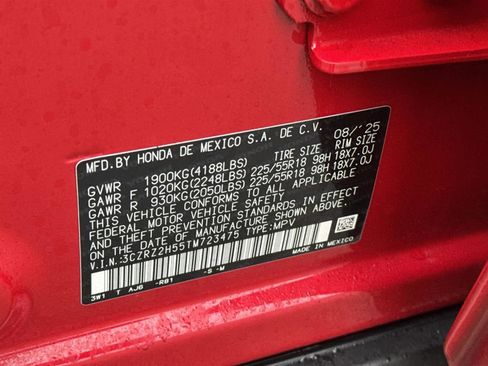 MFD.BY HONDA DE MEXICO S.A. DE C.V. 08/'25
TIRE SIZE RIM SIZE
GVWR 1900KG(4188LBS)
GAWR F 1020KG(2248LBS) 225/55R18 98H 18X7.0J
GAWR R 930KG(2050LBS) 225/55R18 98H 18X7.0J
THIS VEHICLE CONFORMS TO ALL APPLICABLE
FEDERAL MOTOR VEHICLE SAFETY STANDARDS IN EFFECT
ON THE DATE OF MANUFACTURE SHOWN ABOVE.
V.I.N.:3CZRZ2H55TM723475 TYPE:MPV
3W1 T AJ6 -RB1 -S -M
MADE IN MEXICO